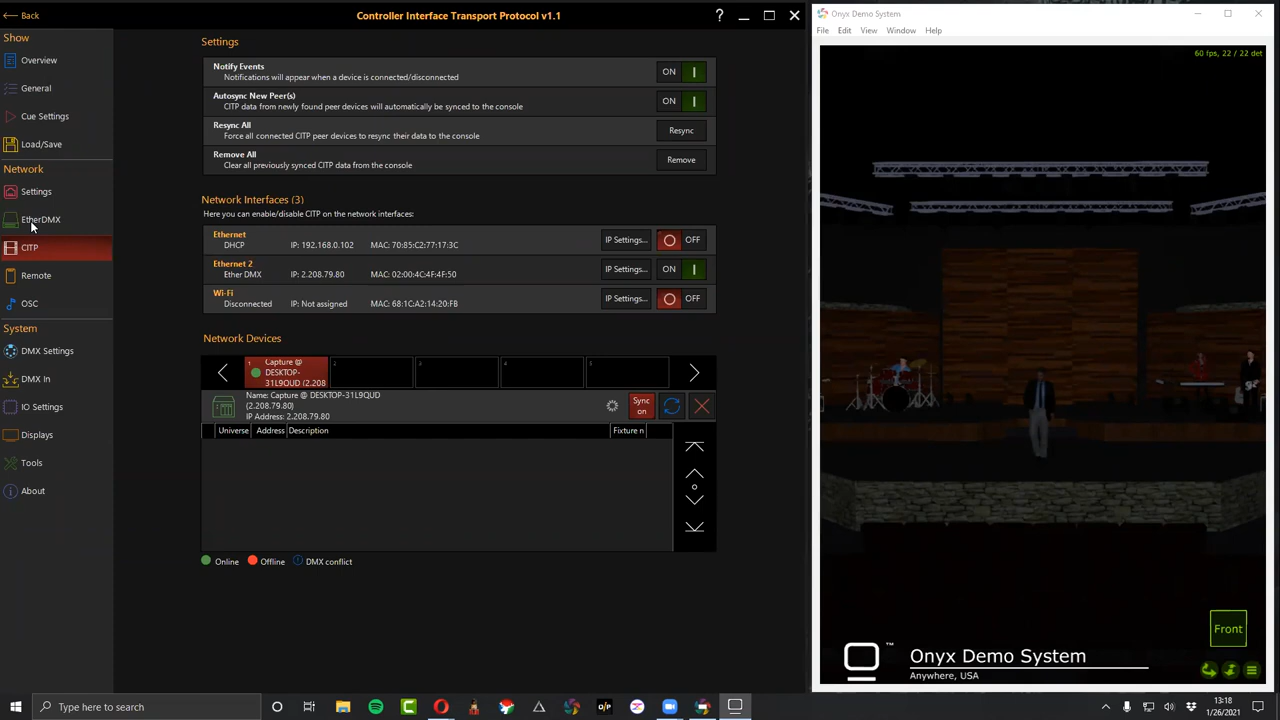 Back
Controller Interface Transport Protocol v1.1
?
Show
Overview
General
Cue Settings
Load/Save
Network
Settings
EtherDMX
CITP
Remote
OSC
System
DMX Settings
DMX In
IO Settings
Displays
Tools
About
Settings
Notify Events
Notifications will appear when a device is connected/disconnected
ON
Autosync New Peer(s)
CITP data from newly found peer devices will automatically be synced to the console
ON
Resync All
Force all connected CITP peer devices to resync their data to the console
Resync
Remove All
Clear all previously synced CITP data from the console
Remove
Network Interfaces (3)
Here you can enable/disable CITP on the network interfaces:
Ethernet
DHCP IP: 192.168.0.102 MAC: 70:85:C2:77:17:3C
IP Settings... OFF
Ethernet 2
Ether DMX IP: 2.208.79.80 MAC: 02:00:4C:4F:4F:50
IP Settings... ON
Wi-Fi
Disconnected IP: Not assigned MAC: 68:1C:A2:14:20:FB
IP Settings... OFF
Network Devices
1 Capture @
DESKTOP-
31L9OUD (2.208
2 3 4 5
Name: Capture @ DESKTOP-31L9QUD
(2.208.79.80)
IP Address: 2.208.79.80
Sync
on
Universe Address Description Fixture n
Online Offline DMX conflict
Onyx Demo System
File Edit View Window Help
60 fps, 22 / 22 det
Front
™
Onyx Demo System
Anywhere, USA
Type here to search
O/P
13:18
1/26/2021